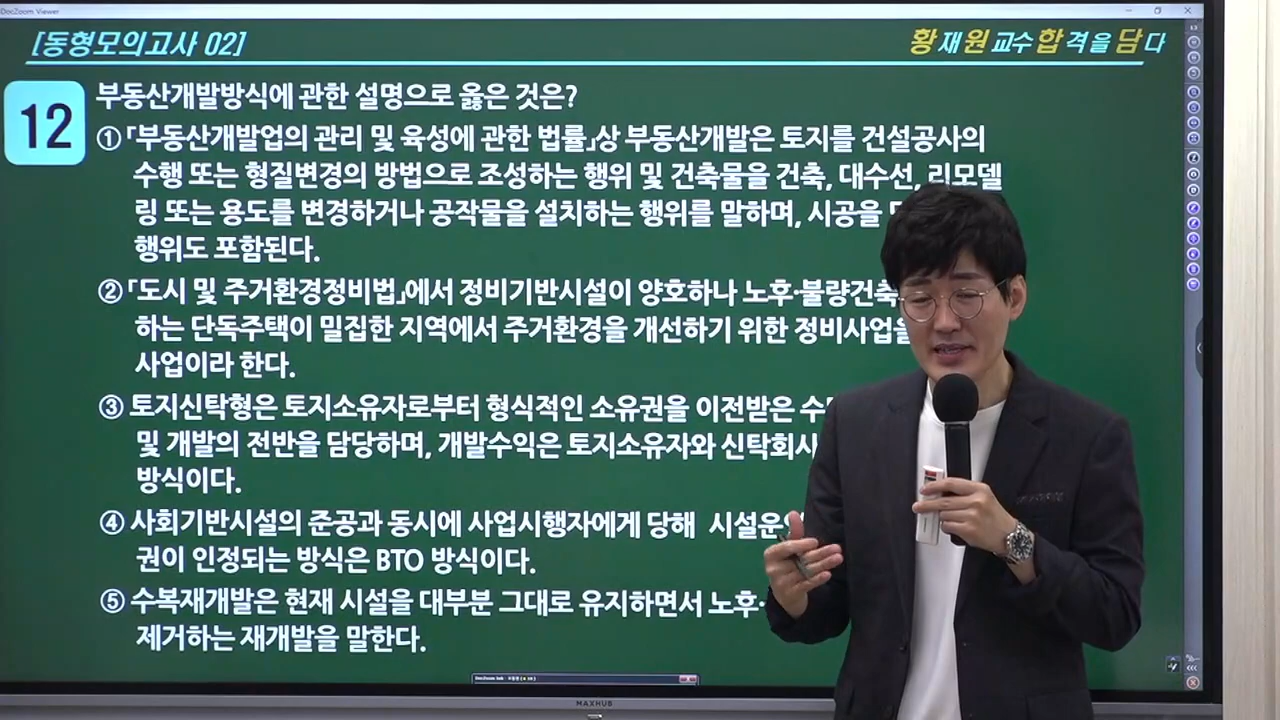 DocZoom Viewer
[동형모의고사 02]
황재원 교수 합격을 담다
12
부동산개발방식에 관한 설명으로 옳은 것은?
① 「부동산개발업의 관리 및 육성에 관한 법률」상 부동산개발은 토지를 건설공사의
수행 또는 형질변경의 방법으로 조성하는 행위 및 건축물을 건축, 대수선, 리모델
링 또는 용도를 변경하거나 공작물을 설치하는 행위를 말하며, 시공을
행위도 포함된다.
② 「도시 및 주거환경정비법」에서 정비기반시설이 양호하나 노후·불량건축
하는 단독주택이 밀집한 지역에서 주거환경을 개선하기 위한 정비사업을
사업이라 한다.
③ 토지신탁형은 토지소유자로부터 형식적인 소유권을 이전받은
및 개발의 전반을 담당하며, 개발수익은 토지소유자와 신탁회사
방식이다.
④ 사회기반시설의 준공과 동시에 사업시행자에게 당해 시설운영
권이 인정되는 방식은 BTO 방식이다.
⑤ 수복재개발은 현재 시설을 대부분 그대로 유지하면서 노후·
제거하는 재개발을 말한다.
MAXHUB